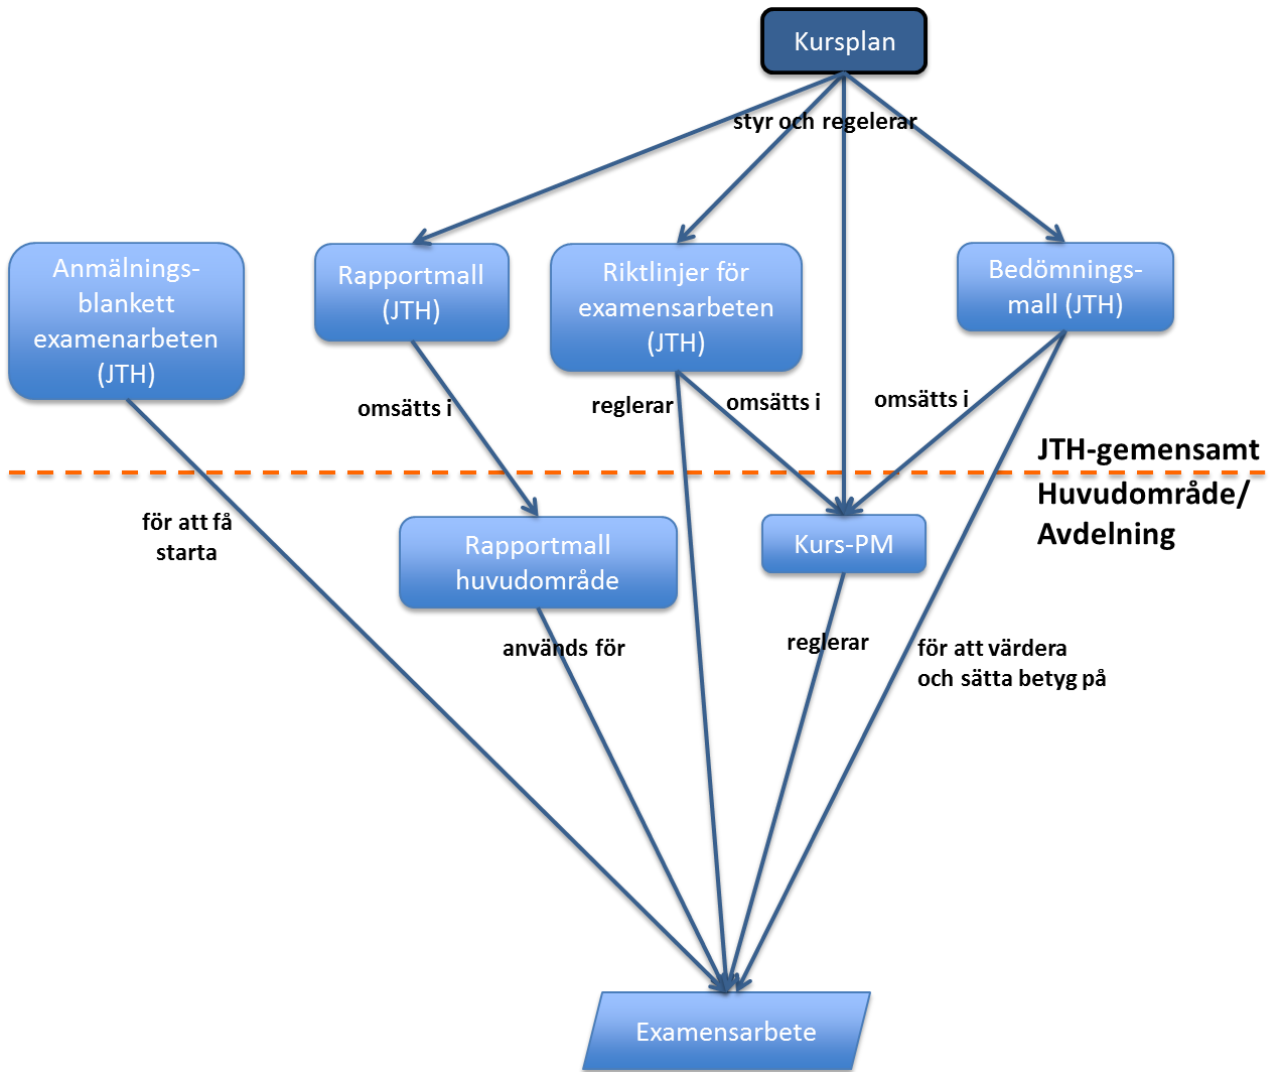 Kursplan
styr och regelerar
Anmälnings-
blankett
examenarbeten
(JTH)
Rapportmall
(JTH)
Riktlinjer för
examensarbeten
(JTH)
Bedömnings-
mall (JTH)
omsätts i
reglerar
omsätts i
omsätts i
JTH-gemensamt
Huvudområde/
Avdelning
för att få
starta
Rapportmall
huvudområde
Kurs-PM
används för
reglerar
för att värdera
och sätta betyg på
Examensarbete